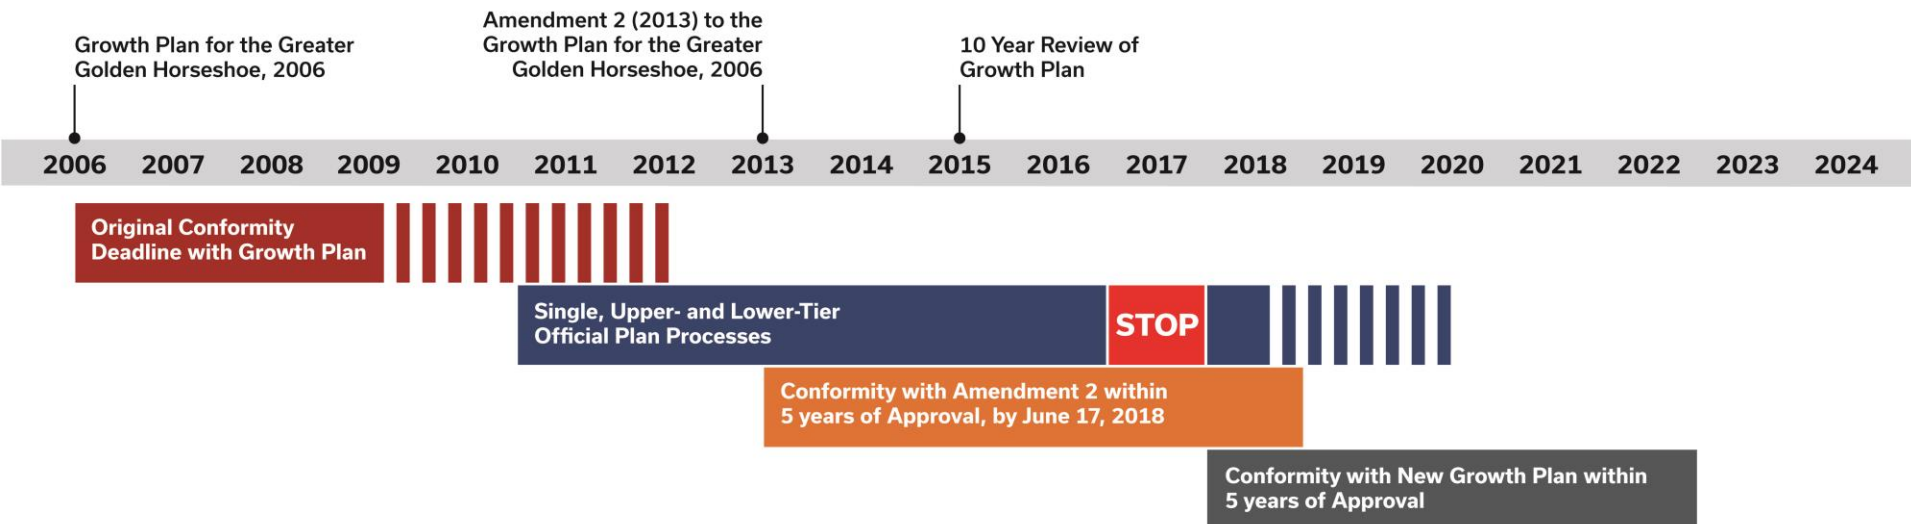 Growth Plan for the Greater
Golden Horseshoe, 2006
Amendment 2 (2013) to the
Growth Plan for the Greater
Golden Horseshoe, 2006
10 Year Review of
Growth Plan
2006 2007 2008 2009 2010 2011 2012 2013 2014 2015 2016 2017 2018 2019 2020 2021 2022 2023 2024
Original Conformity
Deadline with Growth Plan
Single, Upper- and Lower-Tier
Official Plan Processes
STOP
Conformity with Amendment 2 within
5 years of Approval, by June 17, 2018
Conformity with New Growth Plan within
5 years of Approval